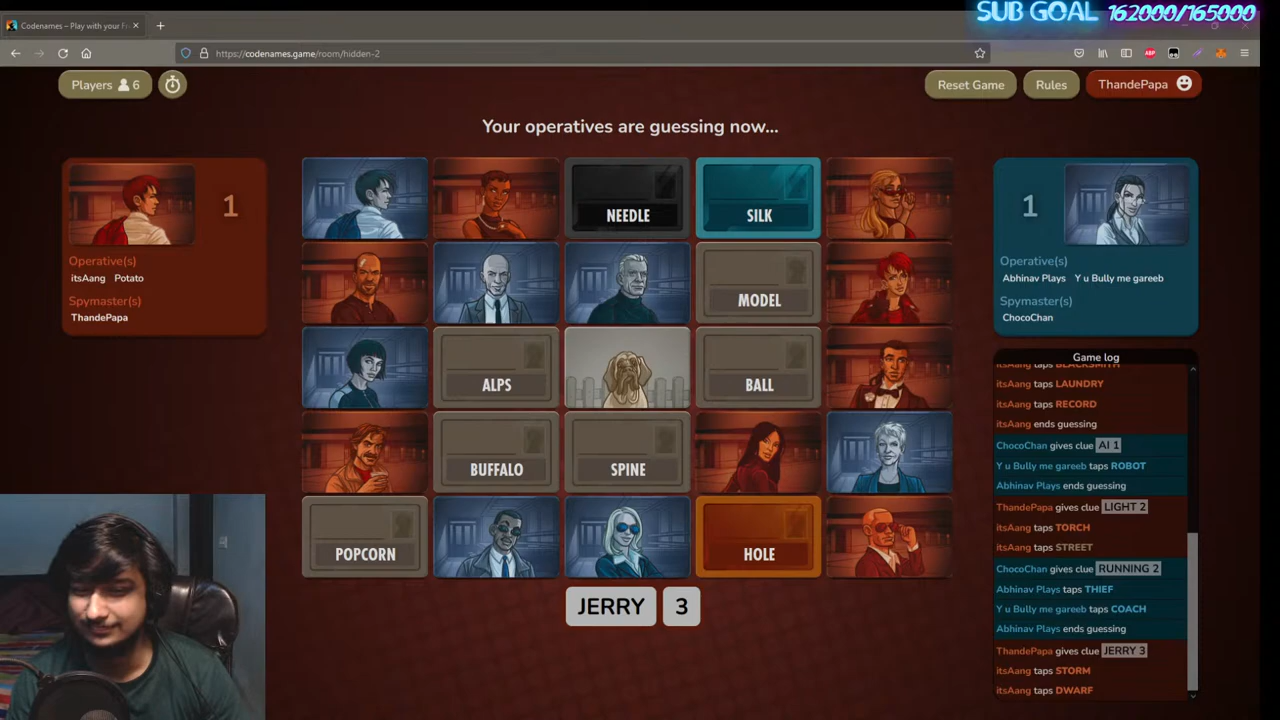 SUB GOAL 162000/165000
Codenames – Play with your Fr
https://codenames.game/room/hidden-2
ABP
Players 6
Reset Game
Rules
ThandePapa
Your operatives are guessing now...
1
Operative(s)
itsAang Potato
Spymaster(s)
ThandePapa
NEEDLE
SILK
MODEL
ALPS
BALL
BUFFALO
SPINE
POPCORN
HOLE
JERRY 3
1
Operative(s)
Abhinav Plays Y u Bully me gareeb
Spymaster(s)
ChocoChan
Game log
itsAang taps BLACKSMITH
itsAang taps LAUNDRY
itsAang taps RECORD
itsAang ends guessing
ChocoChan gives clue AI 1
Y u Bully me gareeb taps ROBOT
Abhinav Plays ends guessing
ThandePapa gives clue LIGHT 2
itsAang taps TORCH
itsAang taps STREET
ChocoChan gives clue RUNNING 2
Abhinav Plays taps THIEF
Y u Bully me gareeb taps COACH
Abhinav Plays ends guessing
ThandePapa gives clue JERRY 3
itsAang taps STORM
itsAang taps DWARF